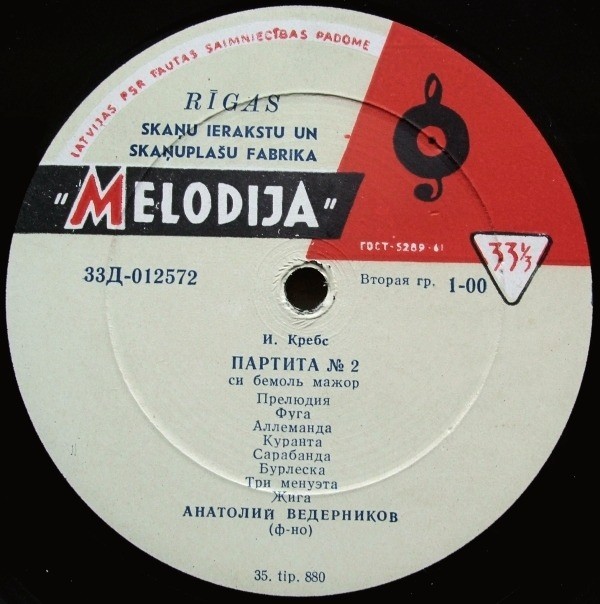 LATVIJAS PSR TAUTAS SAIMNIECĪBAS PADOME
RĪGAS
SKAŅU IERAKSTU UN
SKAŅUPLAŠU FABRIKA
"MELODIJA"
ГОСТ-5289-61
33⅓
33Д-012572
Вторая гр. 1-00
И. Кребс
ПАРТИТА № 2
си бемоль мажор
Прелюдия
Фуга
Аллеманда
Куранта
Сарабанда
Бурлеска
Три менуэта
Жига
АНАТОЛИЙ ВЕДЕРНИКОВ
(ф-но)
35. tip. 880